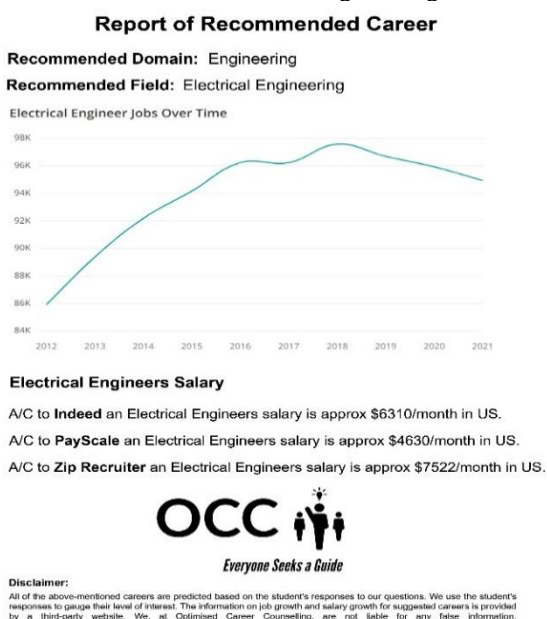 Report of Recommended Career
Recommended Domain: Engineering
Recommended Field: Electrical Engineering
Electrical Engineer Jobs Over Time
98K
96K
94K
92K
90K
88K
86K
84K
2012 2013 2014 2015 2016 2017 2018 2019 2020 2021
Electrical Engineers Salary
A/C to Indeed an Electrical Engineers salary is approx $6310/month in US.
A/C to PayScale an Electrical Engineers salary is approx $4630/month in US.
A/C to Zip Recruiter an Electrical Engineers salary is approx $7522/month in US.
OCC
Everyone Seeks a Guide
Disclaimer:
All of the above-mentioned careers are predicted based on the student's responses to our questions. We use the student's
responses to gauge their level of interest. The information on job growth and salary growth for suggested careers is provided
by a third-party website. We, at Optimised Career Counselling, are not liable for any false information.